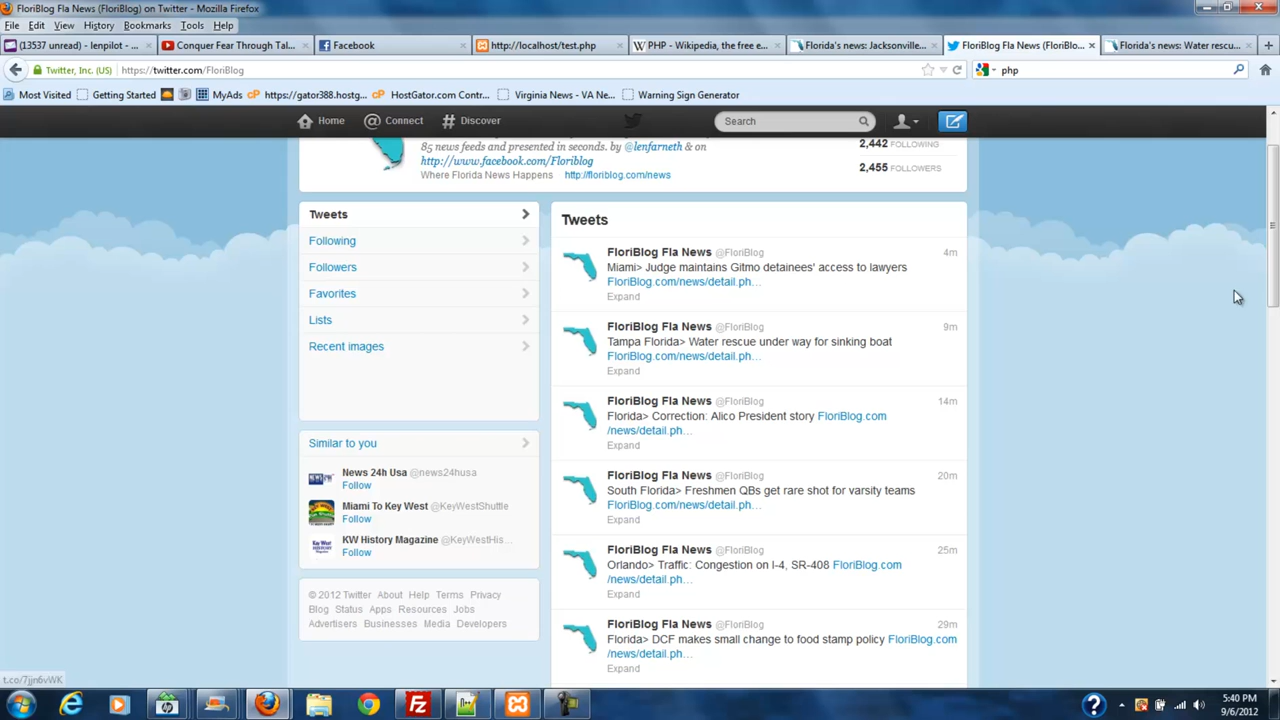 FloriBlog Fla News (FloriBlog) on Twitter - Mozilla Firefox
File Edit View History Bookmarks Tools Help
(13537 unread) - lenpilot - ...
Conquer Fear Through Tal...
Facebook
http://localhost/test.php
PHP - Wikipedia, the free e...
Florida's news: Jacksonville...
FloriBlog Fla News (FloriBlo...
Florida's news: Water rescu...
Twitter, Inc. (US)
https://twitter.com/FloriBlog
php
Most Visited
Getting Started
MyAds
https://gator388.hostg...
HostGator.com Contr...
Virginia News - VA Ne...
Warning Sign Generator
Home
Connect
Discover
Search
85 news feeds and presented in seconds. by @lenfarneth & on
http://www.facebook.com/Floriblog
Where Florida News Happens http://floriblog.com/news
2,442 FOLLOWING
2,455 FOLLOWERS
Tweets
Following
Followers
Favorites
Lists
Recent images
Similar to you
News 24h Usa @news24husa
Follow
Miami To Key West @KeyWestShuttle
Follow
KW History Magazine @KeyWestHis...
Follow
© 2012 Twitter About Help Terms Privacy
Blog Status Apps Resources Jobs
Advertisers Businesses Media Developers
Tweets
FloriBlog Fla News @FloriBlog 4m
Miami> Judge maintains Gitmo detainees' access to lawyers
FloriBlog.com/news/detail.ph...
Expand
FloriBlog Fla News @FloriBlog 9m
Tampa Florida> Water rescue under way for sinking boat
FloriBlog.com/news/detail.ph...
Expand
FloriBlog Fla News @FloriBlog 14m
Florida> Correction: Alico President story FloriBlog.com
/news/detail.ph...
Expand
FloriBlog Fla News @FloriBlog 20m
South Florida> Freshmen QBs get rare shot for varsity teams
FloriBlog.com/news/detail.ph...
Expand
FloriBlog Fla News @FloriBlog 25m
Orlando> Traffic: Congestion on I-4, SR-408 FloriBlog.com
/news/detail.ph...
Expand
FloriBlog Fla News @FloriBlog 29m
Florida> DCF makes small change to food stamp policy FloriBlog.com
/news/detail.ph...
Expand
t.co/7jjn6vWK
5:40 PM
9/6/2012